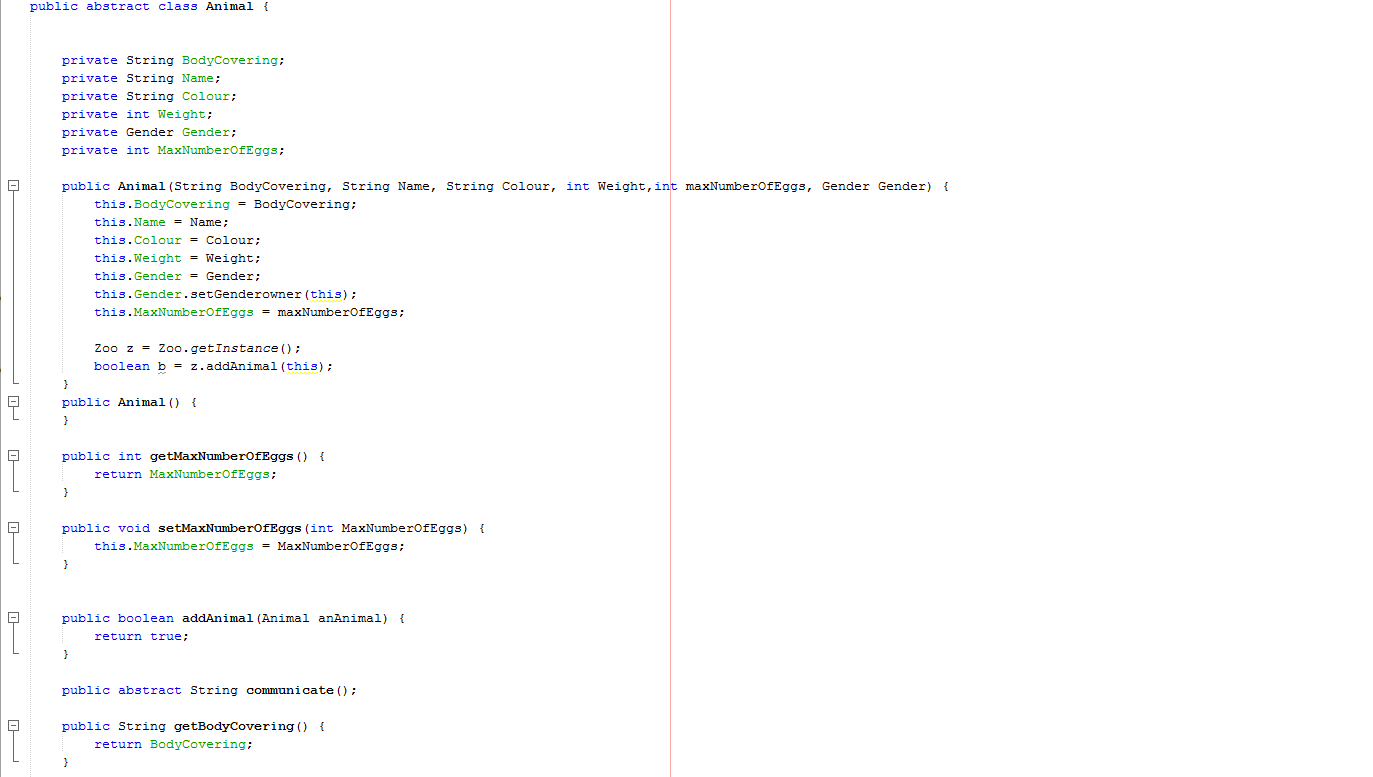 public abstract class Animal {
private String BodyCovering;
private String Name;
private String Colour;
private int Weight;
private Gender Gender;
private int MaxNumberOfEggs;
public Animal(String BodyCovering, String Name, String Colour, int Weight,int maxNumberOfEggs, Gender Gender) {
this.BodyCovering = BodyCovering;
this.Name = Name;
this.Colour = Colour;
this.Weight = Weight;
this.Gender = Gender;
this.Gender.setGenderowner(this);
this.MaxNumberOfEggs = maxNumberOfEggs;
Zoo z = Zoo.getInstance();
boolean b = z.addAnimal(this);
}
public Animal() {
}
public int getMaxNumberOfEggs() {
return MaxNumberOfEggs;
}
public void setMaxNumberOfEggs(int MaxNumberOfEggs) {
this.MaxNumberOfEggs = MaxNumberOfEggs;
}
public boolean addAnimal(Animal anAnimal) {
return true;
}
public abstract String communicate();
public String getBodyCovering() {
return BodyCovering;
}